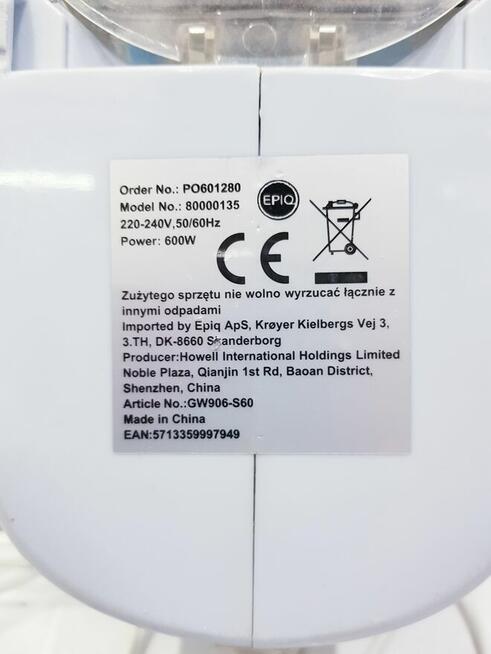 Order No.: PO601280
Model No.: 80000135
220-240V,50/60Hz
Power: 600W
EPIQ
CE
Zużytego sprzętu nie wolno wyrzucać łącznie z
innymi odpadami
Imported by Epiq ApS, Krøyer Kielbergs Vej 3,
3.TH, DK-8660 Skanderborg
Producer:Howell International Holdings Limited
Noble Plaza, Qianjin 1st Rd, Baoan District,
Shenzhen, China
Article No.:GW906-S60
Made in China
EAN:5713359997949